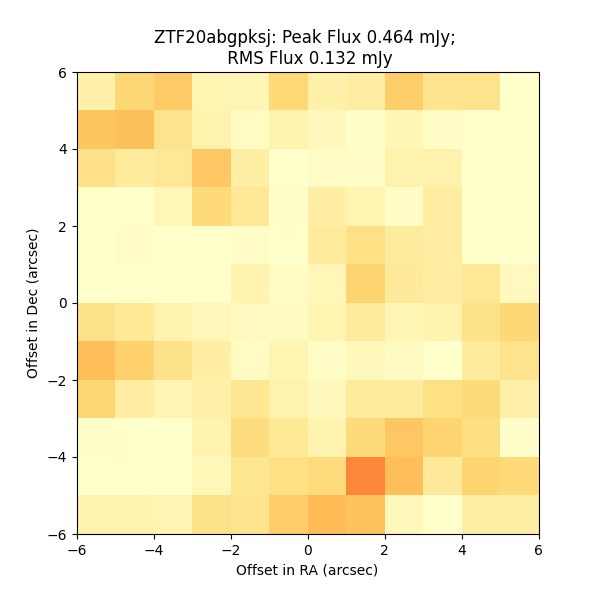 ZTF20abgpksj: Peak Flux 0.464 mJy;
RMS Flux 0.132 mJy
6
4
2
0
−2
−4
−6
Offset in Dec (arcsec)
−6 −4 −2 0 2 4 6
Offset in RA (arcsec)